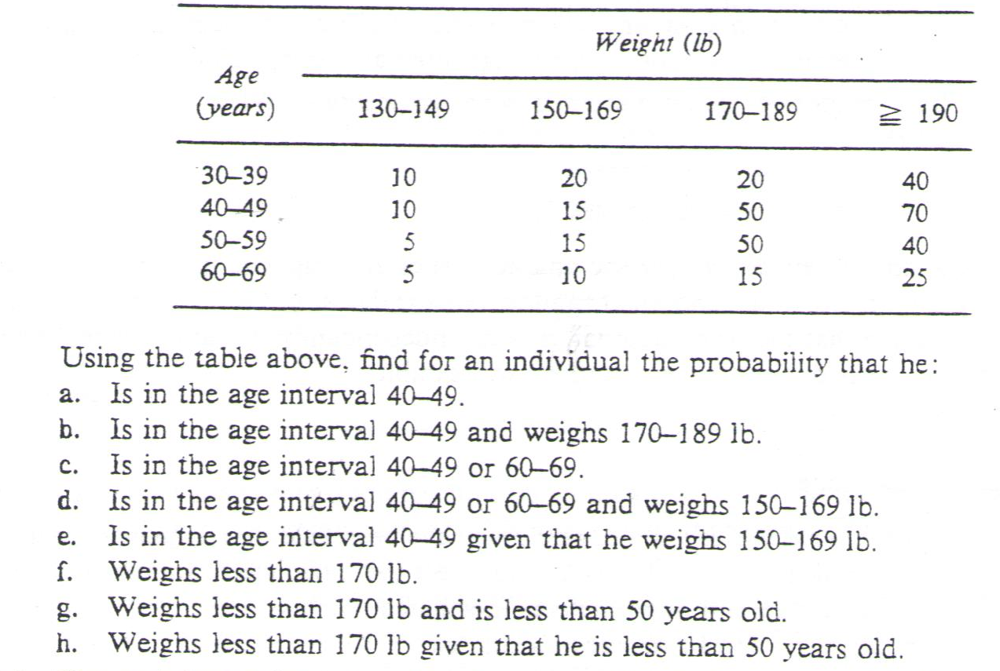 Weight (lb)
Age
(years) 130–149 150–169 170–189 ≧ 190
30–39 10 20 20 40
40–49 10 15 50 70
50–59 5 15 50 40
60–69 5 10 15 25
Using the table above, find for an individual the probability that he:
a. Is in the age interval 40–49.
b. Is in the age interval 40–49 and weighs 170–189 lb.
c. Is in the age interval 40–49 or 60–69.
d. Is in the age interval 40–49 or 60–69 and weighs 150–169 lb.
e. Is in the age interval 40–49 given that he weighs 150–169 lb.
f. Weighs less than 170 lb.
g. Weighs less than 170 lb and is less than 50 years old.
h. Weighs less than 170 lb given that he is less than 50 years old.